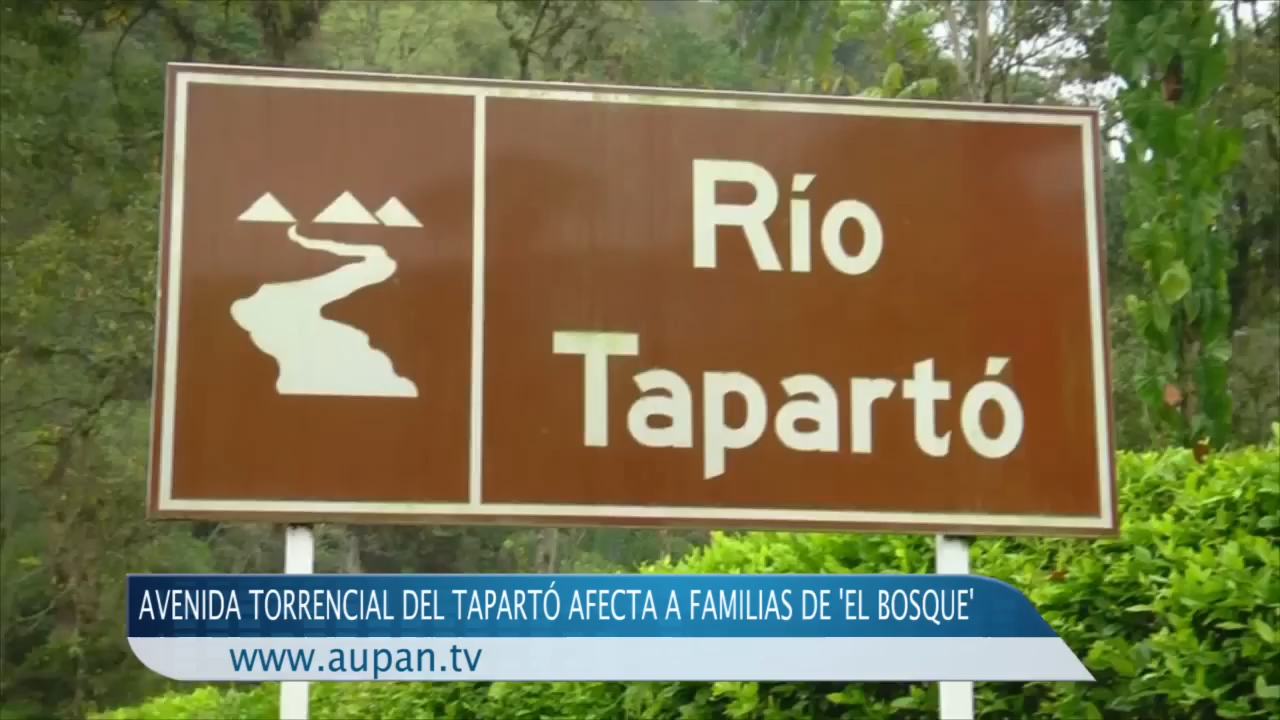 Río
Tapartó
AVENIDA TORRENCIAL DEL TAPARTÓ AFECTA A FAMILIAS DE 'EL BOSQUE'
www.aupan.tv